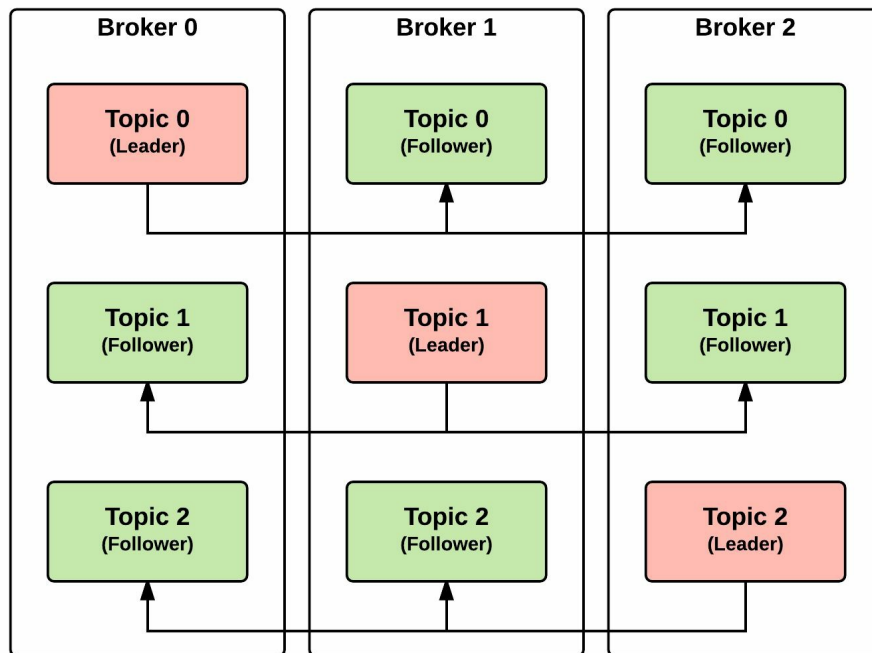 Broker 0
Broker 1
Broker 2
Topic 0
(Leader)
Topic 0
(Follower)
Topic 0
(Follower)
Topic 1
(Follower)
Topic 1
(Leader)
Topic 1
(Follower)
Topic 2
(Follower)
Topic 2
(Follower)
Topic 2
(Leader)